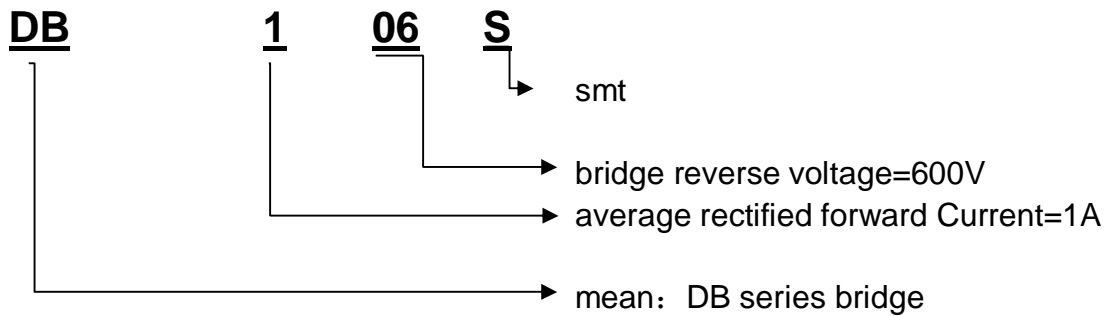 DB 1 06 S
smt
bridge reverse voltage=600V
average rectified forward Current=1A
mean：DB series bridge